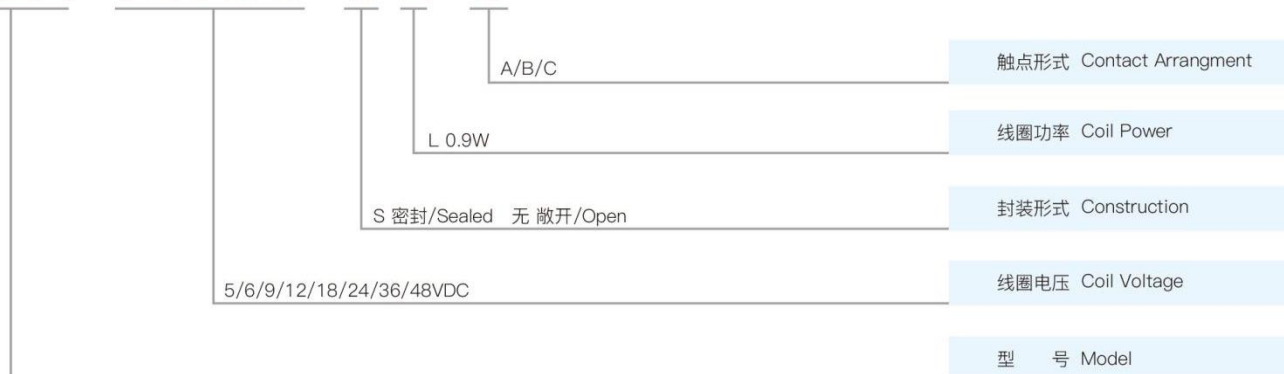 A/B/C 触点形式 Contact Arrangment
L 0.9W 线圈功率 Coil Power
S 密封/Sealed 无 敞开/Open 封装形式 Construction
5/6/9/12/18/24/36/48VDC 线圈电压 Coil Voltage
型 号 Model